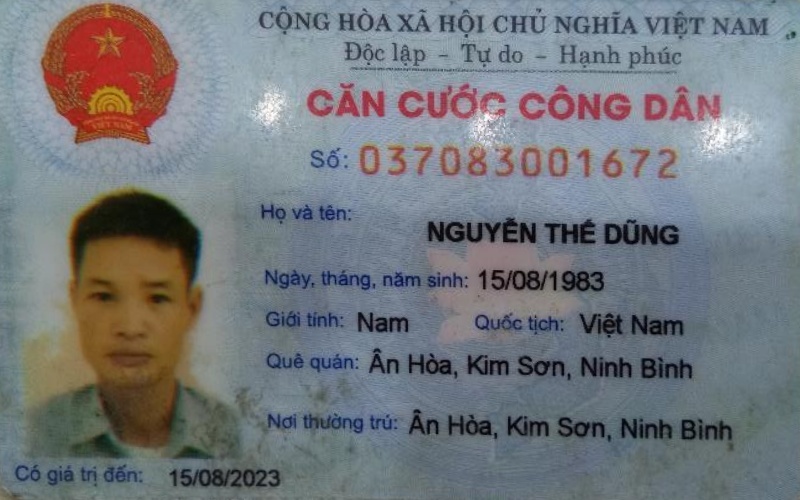 CỘNG HÒA XÃ HỘI CHỦ NGHĨA VIỆT NAM
Độc lập - Tự do - Hạnh phúc
CĂN CƯỚC CÔNG DÂN
Số: 037083001672
Họ và tên:
NGUYỄN THẾ DŨNG
Ngày, tháng, năm sinh: 15/08/1983
Giới tính: Nam Quốc tịch: Việt Nam
Quê quán: Ân Hòa, Kim Sơn, Ninh Bình
Nơi thường trú: Ân Hòa, Kim Sơn, Ninh Bình
Có giá trị đến: 15/08/2023